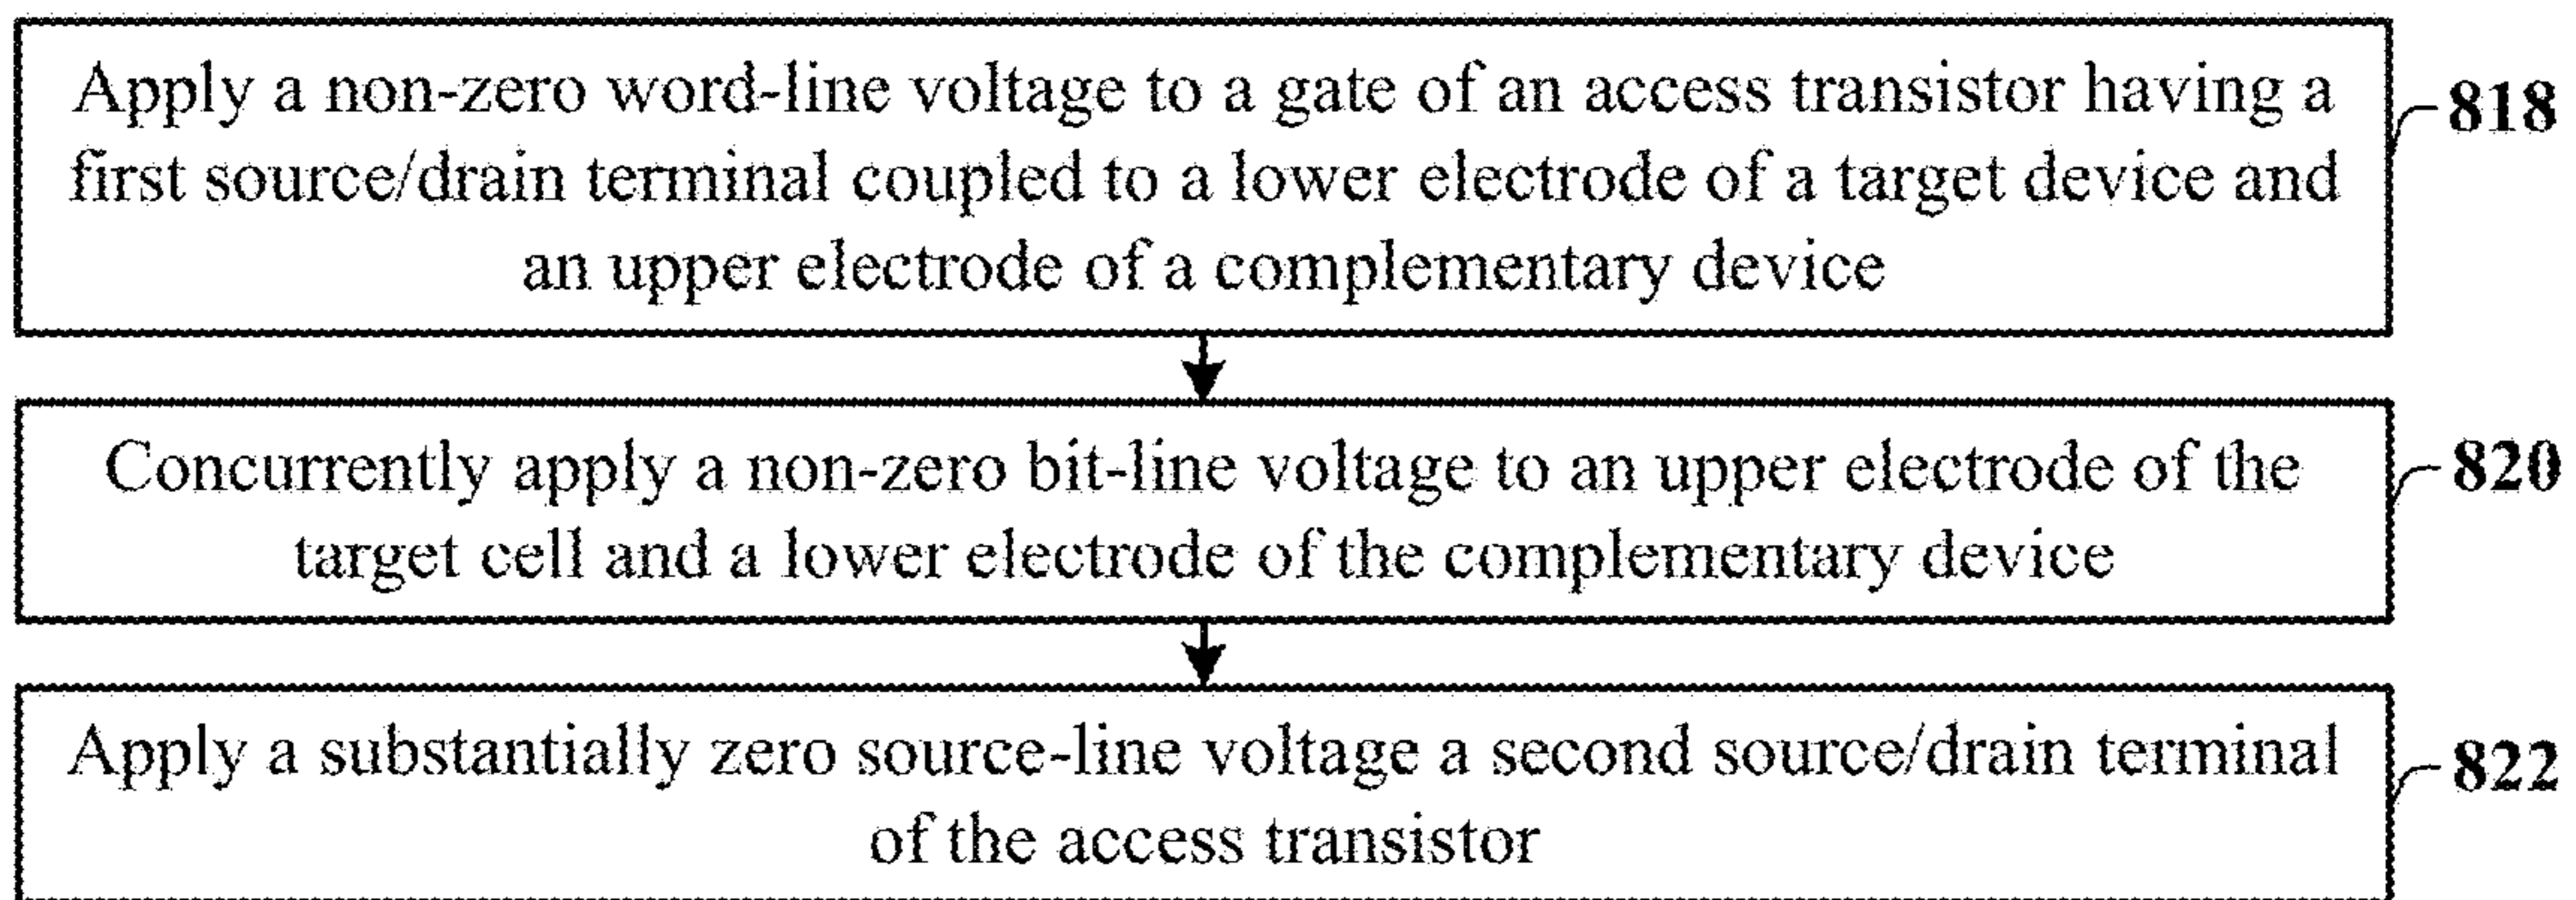 Apply a non-zero word-line voltage to a gate of an access transistor having a
first source/drain terminal coupled to a lower electrode of a target device and
an upper electrode of a complementary device
818
Concurrently apply a non-zero bit-line voltage to an upper electrode of the
target cell and a lower electrode of the complementary device
820
Apply a substantially zero source-line voltage a second source/drain terminal
of the access transistor
822